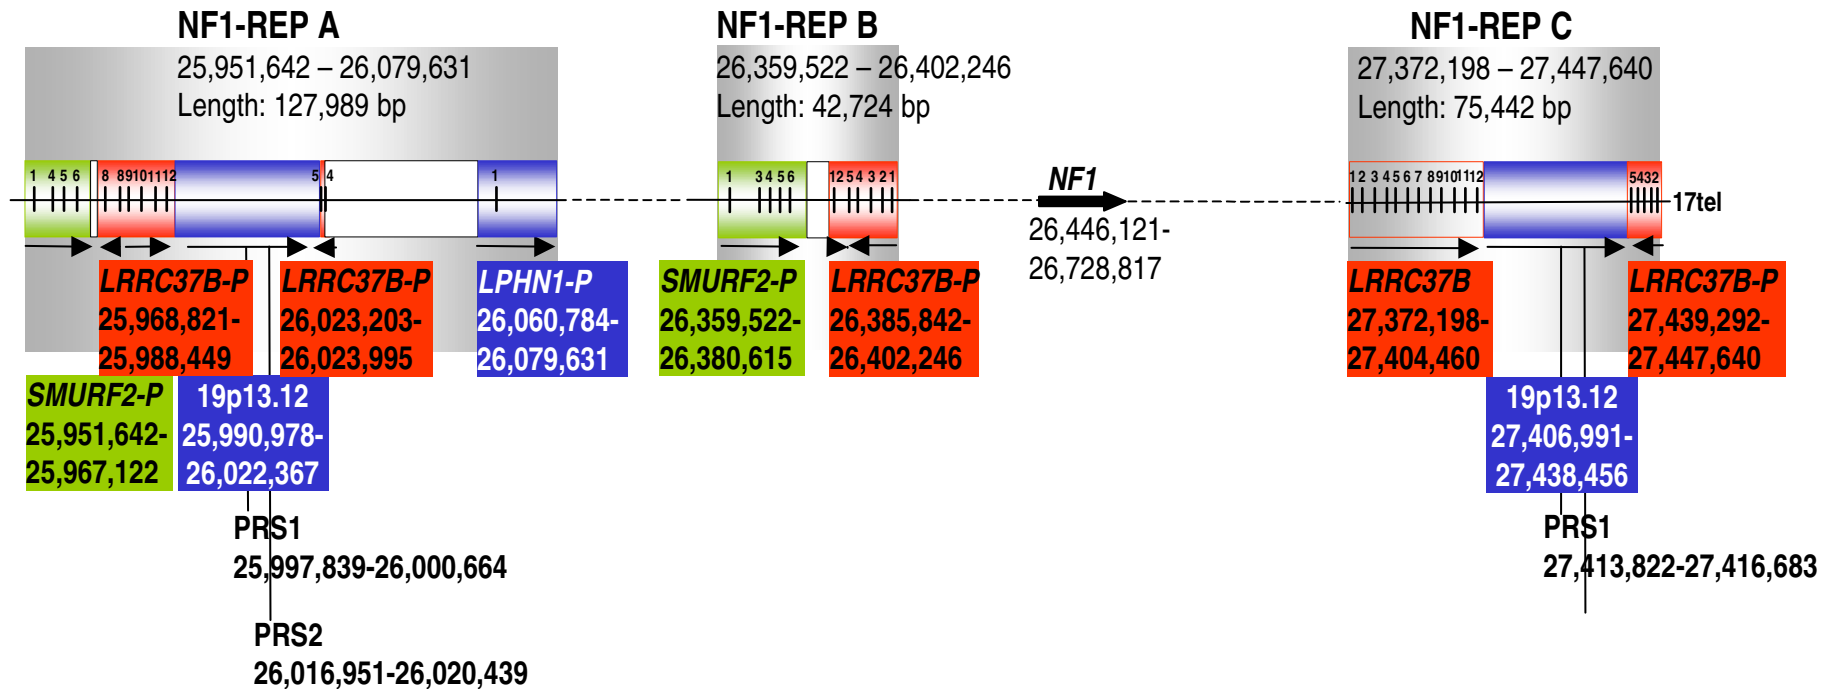 NF1-REP A
25,951,642 – 26,079,631
Length: 127,989 bp
1 4 5 6 8 8 9 10 11 12 5 4 1
LRRC37B-P
25,968,821-
25,988,449
LRRC37B-P
26,023,203-
26,023,995
LPHN1-P
26,060,784-
26,079,631
SMURF2-P
25,951,642-
25,967,122
19p13.12
25,990,978-
26,022,367
PRS1
25,997,839-26,000,664
PRS2
26,016,951-26,020,439
NF1-REP B
26,359,522 – 26,402,246
Length: 42,724 bp
1 3 4 5 6 12 5 4 3 2 1
SMURF2-P
26,359,522-
26,380,615
LRRC37B-P
26,385,842-
26,402,246
NF1
26,446,121-
26,728,817
NF1-REP C
27,372,198 – 27,447,640
Length: 75,442 bp
1 2 3 4 5 6 7 8 9 10 11 12 5 4 3 2
17tel
LRRC37B
27,372,198-
27,404,460
LRRC37B-P
27,439,292-
27,447,640
19p13.12
27,406,991-
27,438,456
PRS1
27,413,822-27,416,683